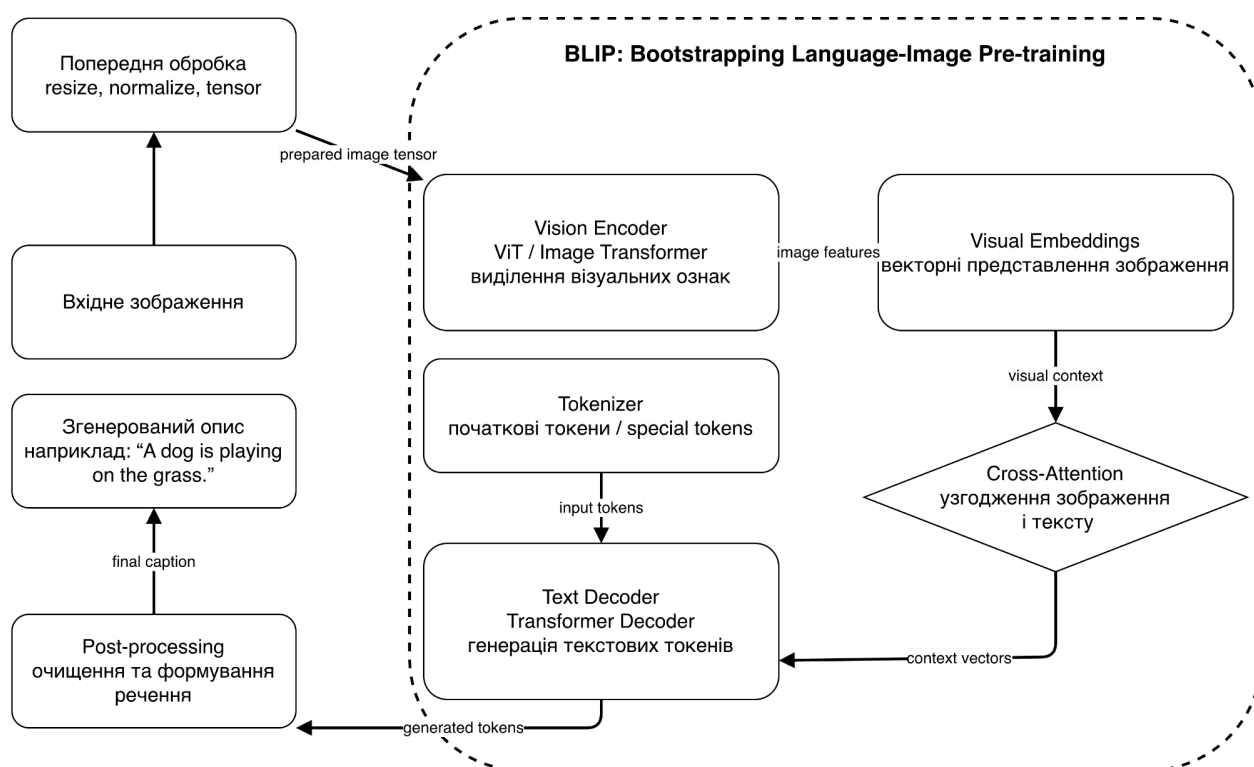 BLIP: Bootstrapping Language-Image Pre-training
Попередня обробка
resize, normalize, tensor
prepared image tensor
Вхідне зображення
Vision Encoder
ViT / Image Transformer
виділення візуальних ознак
image features
Visual Embeddings
векторні представлення зображення
visual context
Cross-Attention
узгодження зображення
і тексту
context vectors
Tokenizer
початкові токени / special tokens
input tokens
Text Decoder
Transformer Decoder
генерація текстових токенів
generated tokens
Post-processing
очищення та формування
речення
final caption
Згенерований опис
наприклад: “A dog is playing
on the grass.”